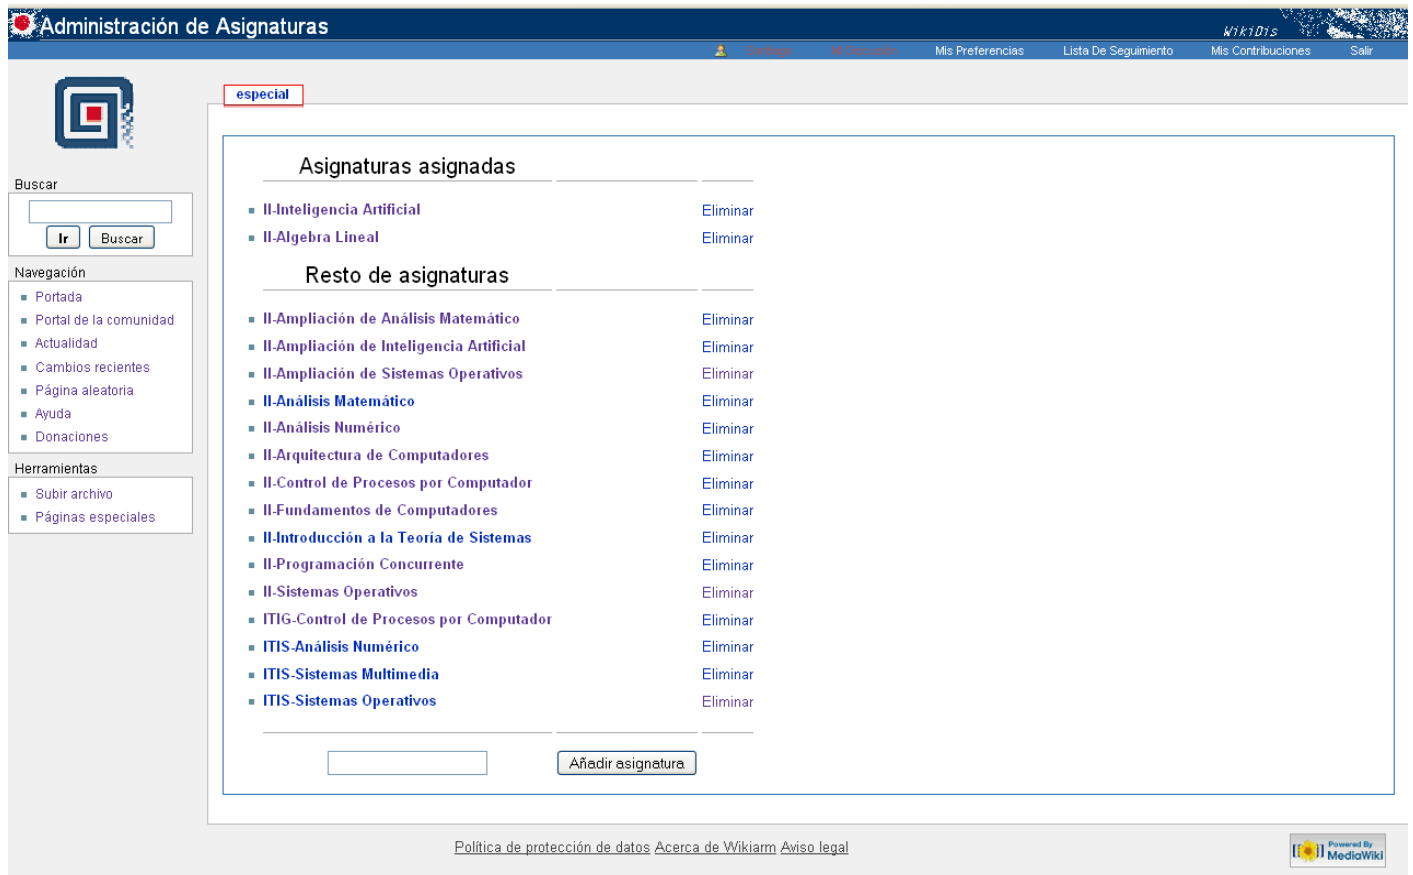 Administración de Asignaturas
WikiDis
Santiago Mi Discusión Mis Preferencias Lista De Seguimiento Mis Contribuciones Salir
especial
Buscar
Ir Buscar
Navegación
Portada
Portal de la comunidad
Actualidad
Cambios recientes
Página aleatoria
Ayuda
Donaciones
Herramientas
Subir archivo
Páginas especiales
Asignaturas asignadas
II-Inteligencia Artificial Eliminar
II-Algebra Lineal Eliminar
Resto de asignaturas
II-Ampliación de Análisis Matemático Eliminar
II-Ampliación de Inteligencia Artificial Eliminar
II-Ampliación de Sistemas Operativos Eliminar
II-Análisis Matemático Eliminar
II-Análisis Numérico Eliminar
II-Arquitectura de Computadores Eliminar
II-Control de Procesos por Computador Eliminar
II-Fundamentos de Computadores Eliminar
II-Introducción a la Teoría de Sistemas Eliminar
II-Programación Concurrente Eliminar
II-Sistemas Operativos Eliminar
ITIG-Control de Procesos por Computador Eliminar
ITIS-Análisis Numérico Eliminar
ITIS-Sistemas Multimedia Eliminar
ITIS-Sistemas Operativos Eliminar
Añadir asignatura
Política de protección de datos Acerca de Wikiarm Aviso legal
Powered By
MediaWiki